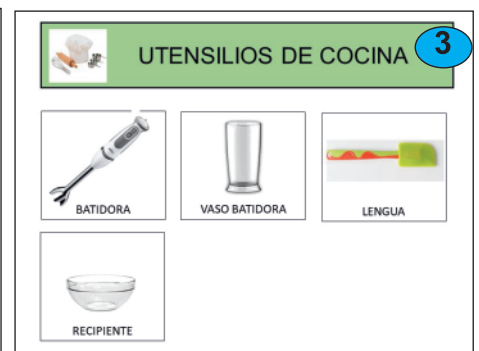 UTENSILIOS DE COCINA
3
BATIDORA
VASO BATIDORA
LENGUA
RECIPIENTE